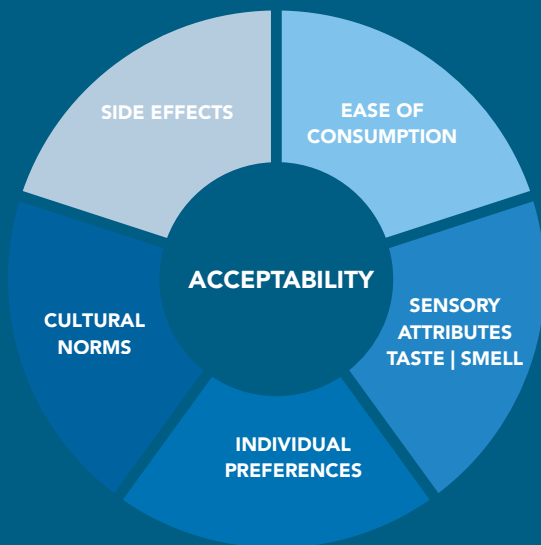 SIDE EFFECTS
EASE OF
CONSUMPTION
ACCEPTABILITY
SENSORY
ATTRIBUTES
TASTE | SMELL
CULTURAL
NORMS
INDIVIDUAL
PREFERENCES